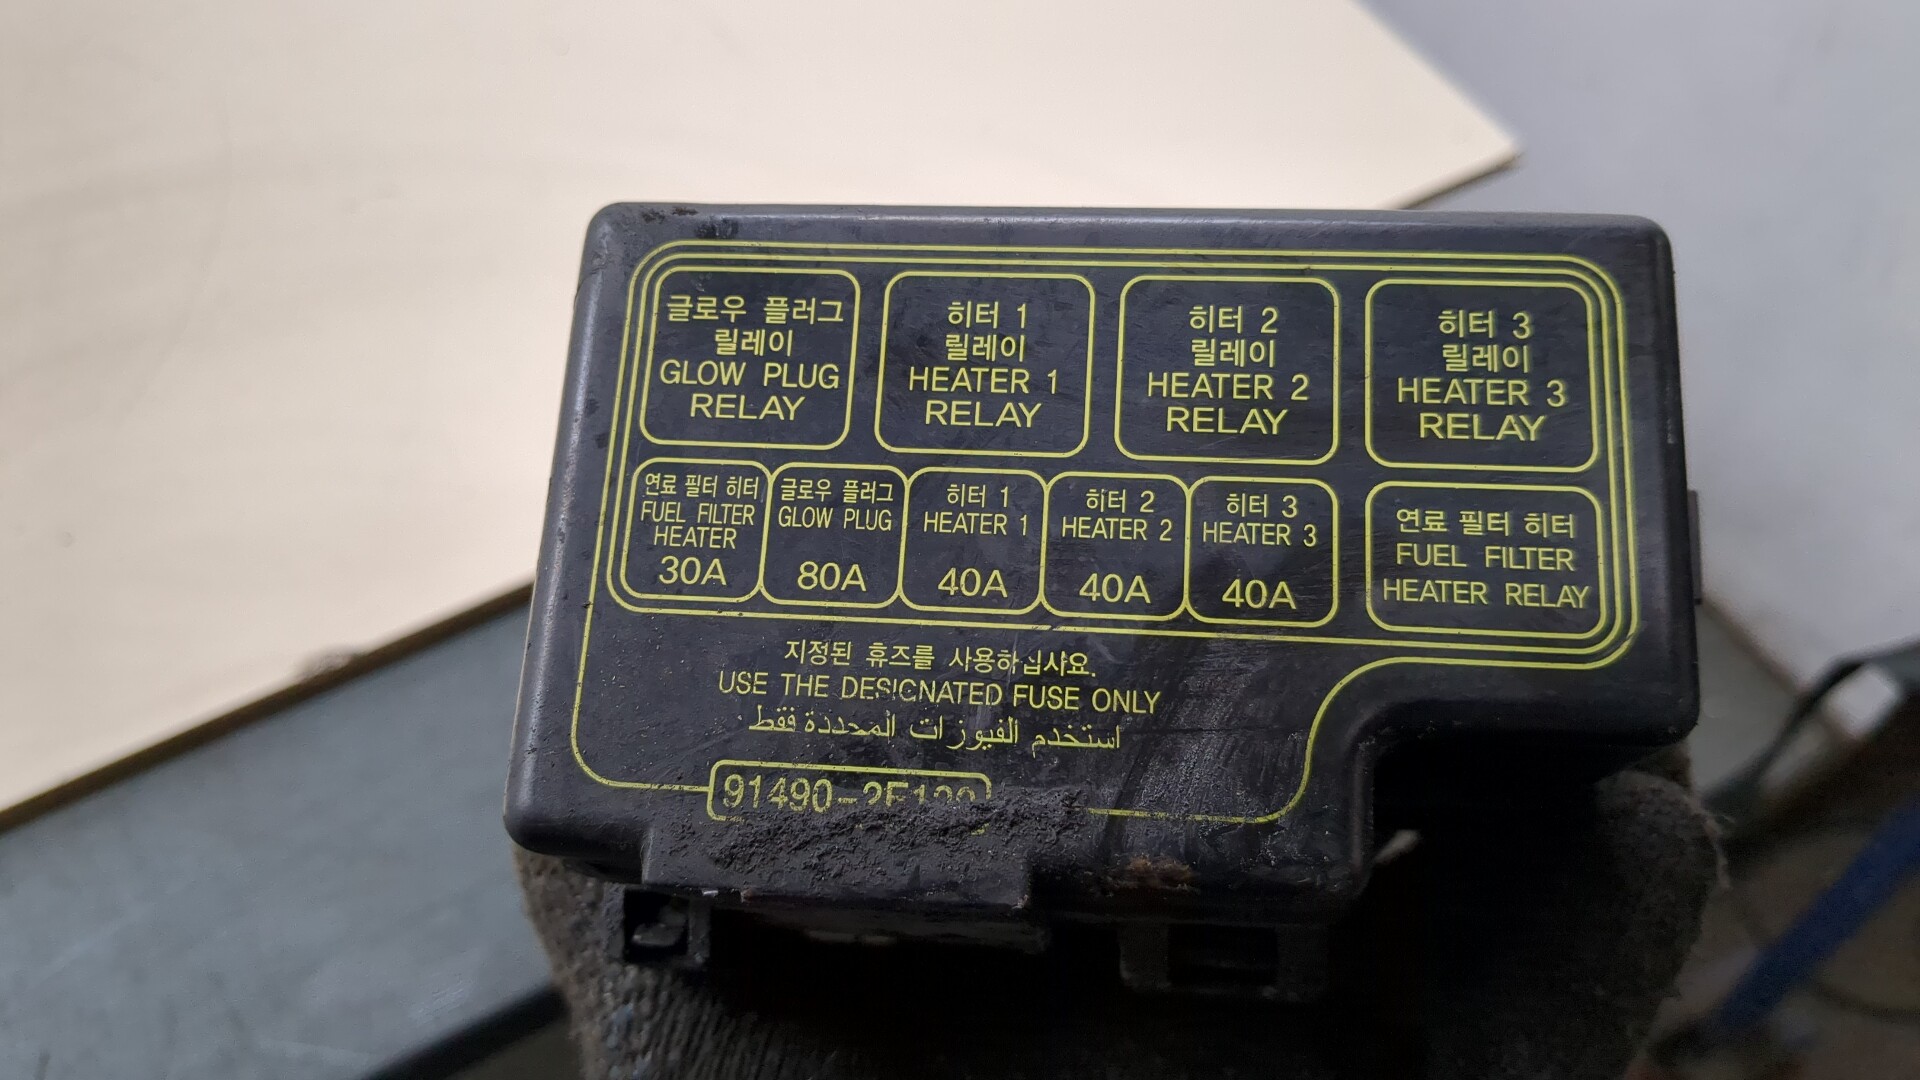 글로우 플러그
릴레이
GLOW PLUG
RELAY
히터 1
릴레이
HEATER 1
RELAY
히터 2
릴레이
HEATER 2
RELAY
히터 3
릴레이
HEATER 3
RELAY
연료 필터 히터
FUEL FILTER
HEATER
30A
글로우 플러그
GLOW PLUG
80A
히터 1
HEATER 1
40A
히터 2
HEATER 2
40A
히터 3
HEATER 3
40A
연료 필터 히터
FUEL FILTER
HEATER RELAY
지정된 휴즈를 사용하십샤요.
USE THE DESIGNATED FUSE ONLY
استخدم الفيوزات المحددة فقط